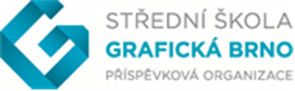 STŘEDNÍ ŠKOLA
GRAFICKÁ BRNO
PŘÍSPĚVKOVÁ ORGANIZACE